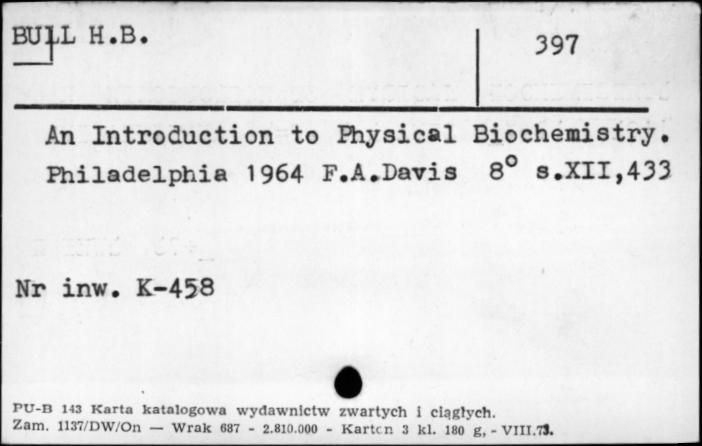 BULL H.B.
397
An Introduction to Physical Biochemistry.
Philadelphia 1964 F.A.Davis 8° s.XII,433
Nr inw. K-458
PU-B 143 Karta katalogowa wydawnictw zwartych i ciągłych.
Zam. 1137/DW/On — Wrak 687 - 2.810.000 - Karton 3 kl. 180 g, - VIII.73.